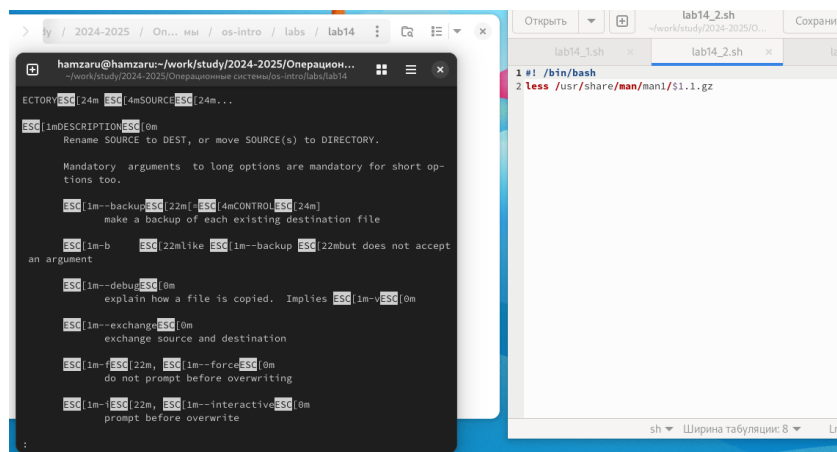 dy / 2024-2025 / Оп… мы / os-intro / labs / lab14
hamzaru@hamzaru:~/work/study/2024-2025/Операцион...
~/work/study/2024-2025/Операционные системы/os-intro/labs/lab14
ECTORYESC[24m ESC[4mSOURCEESC[24m...
ESC[1mDESCRIPTIONESC[0m
Rename SOURCE to DEST, or move SOURCE(s) to DIRECTORY.
Mandatory arguments to long options are mandatory for short op-
tions too.
ESC[1m--backupESC[22m[=ESC[4mCONTROLESC[24m]
make a backup of each existing destination file
ESC[1m-b ESC[22mlike ESC[1m--backup ESC[22mbut does not accept
an argument
ESC[1m--debugESC[0m
explain how a file is copied. Implies ESC[1m-vESC[0m
ESC[1m--exchangeESC[0m
exchange source and destination
ESC[1m-fESC[22m, ESC[1m--forceESC[0m
do not prompt before overwriting
ESC[1m-iESC[22m, ESC[1m--interactiveESC[0m
prompt before overwrite
:
Открыть lab14_2.sh Сохрани
~/work/study/2024-2025/О...
lab14_1.sh × lab14_2.sh × la
1 #! /bin/bash
2 less /usr/share/man/man1/$1.1.gz
sh Ширина табуляции: 8 Ln